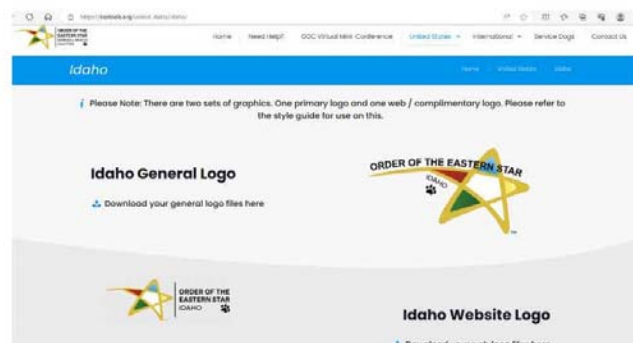 ORDER OF THE
EASTERN STAR
Home Need Help? GGC Virtual Mini-Conference United States International Service Dogs Contact Us
Idaho
Home United States Idaho
Please Note: There are two sets of graphics. One primary logo and one web / complimentary logo. Please refer to
the style guide for use on this.
Idaho General Logo
Download your general logo files here
ORDER OF THE EASTERN STAR
IDAHO
TM
ORDER OF THE
EASTERN STAR
IDAHO
Idaho Website Logo